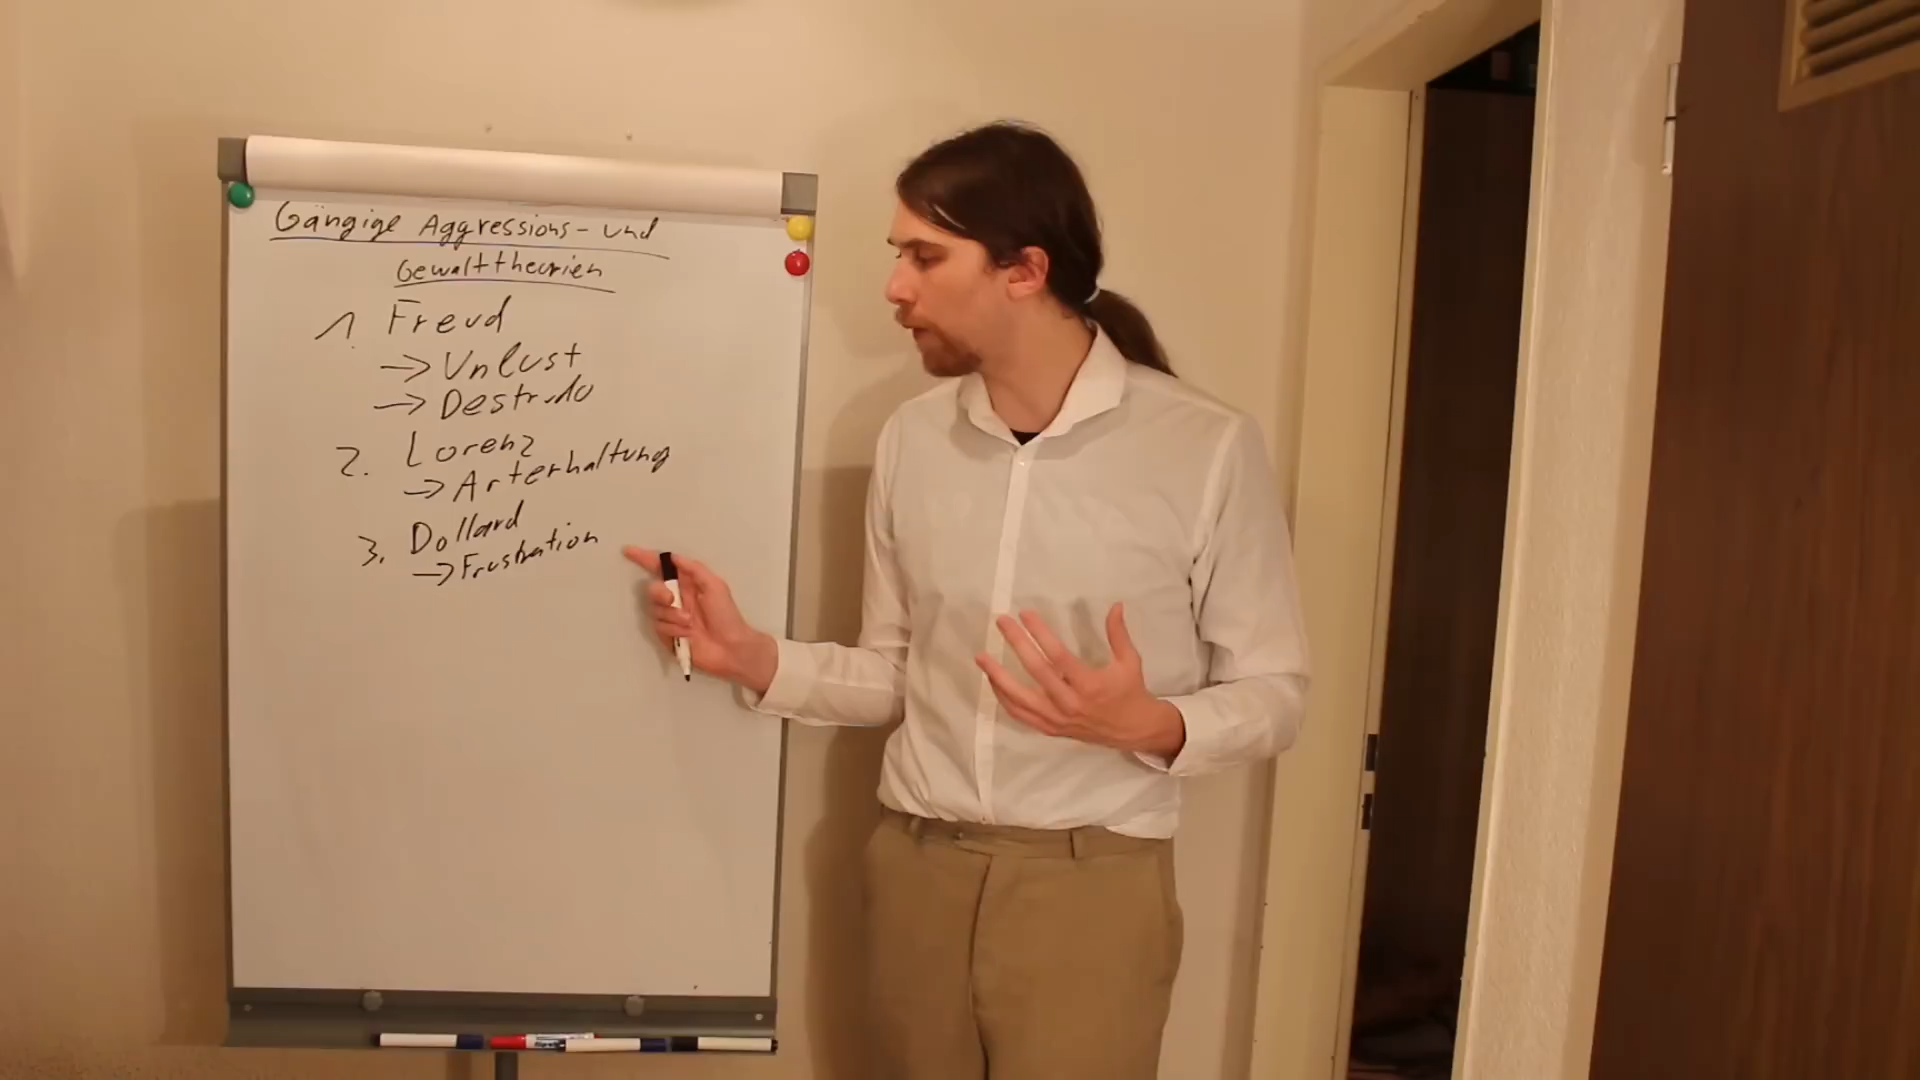 Gängige Aggressions- und
Gewalttheorien
1. Freud
→ Unlust
→ Destrudo
2. Lorenz
→ Arterhaltung
3. Dollard
→ Frustration